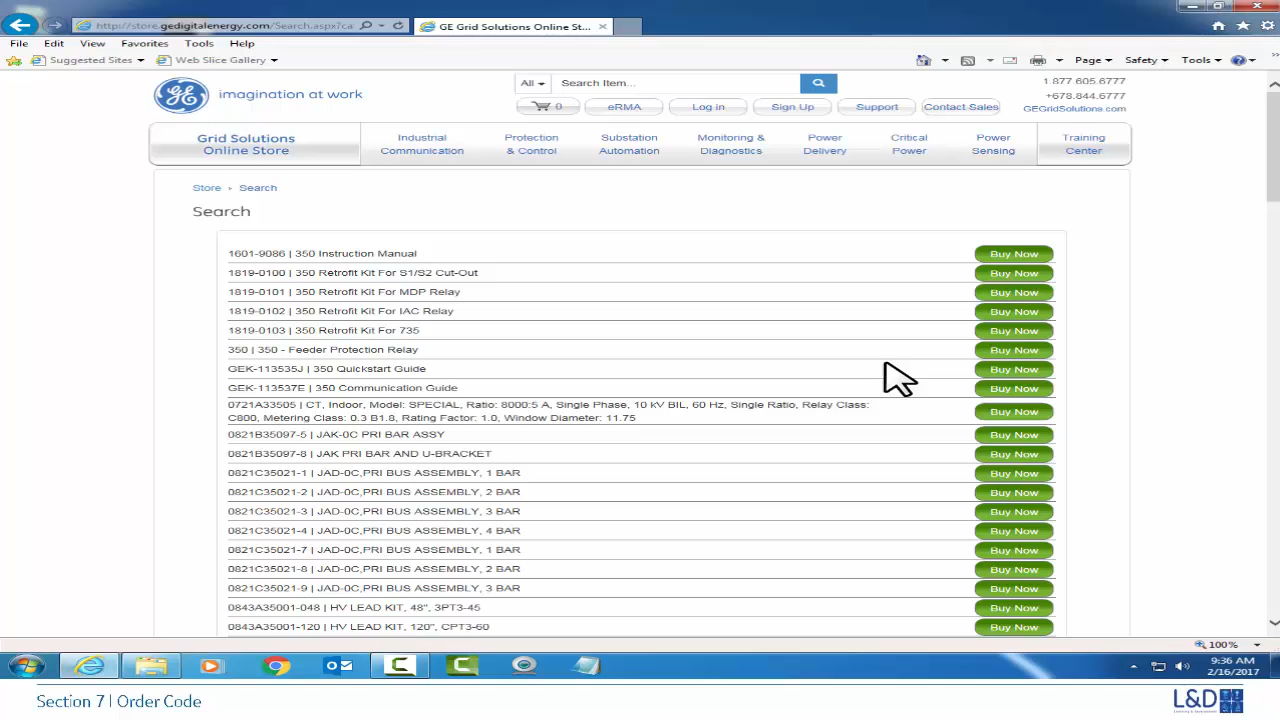 http://store.gedigitalenergy.com/Search.aspx?ca
GE Grid Solutions Online St...
File Edit View Favorites Tools Help
Suggested Sites
Web Slice Gallery
Page Safety Tools
GE
imagination at work
All
Search Item...
1.877.605.6777
+678.844.6777
GEGridSolutions.com
0
eRMA
Log in
Sign Up
Support
Contact Sales
Grid Solutions
Online Store
Industrial
Communication
Protection
& Control
Substation
Automation
Monitoring &
Diagnostics
Power
Delivery
Critical
Power
Power
Sensing
Training
Center
Store
Search
Search
1601-9086 | 350 Instruction Manual Buy Now
1819-0100 | 350 Retrofit Kit For S1/S2 Cut-Out Buy Now
1819-0101 | 350 Retrofit Kit For MDP Relay Buy Now
1819-0102 | 350 Retrofit Kit For IAC Relay Buy Now
1819-0103 | 350 Retrofit Kit For 735 Buy Now
350 | 350 - Feeder Protection Relay Buy Now
GEK-113535J | 350 Quickstart Guide Buy Now
GEK-113537E | 350 Communication Guide Buy Now
CT, Indoor, Model: SPECIAL, Ratio: 8000:5 A, Single Phase, 10 kV BIL, 60 Hz, Single Ratio, Relay Class:
C800, Metering Class: 0.3 B1.8, Rating Factor: 1.0, Window Diameter: 11.75 Buy Now
0821B35097-5 | JAK-0C PRI BAR ASSY Buy Now
0821B35097-8 | JAK PRI BAR AND U-BRACKET Buy Now
0821C35021-1 | JAD-0C,PRI BUS ASSEMBLY, 1 BAR Buy Now
0821C35021-2 | JAD-0C,PRI BUS ASSEMBLY, 2 BAR Buy Now
0821C35021-3 | JAD-0C,PRI BUS ASSEMBLY, 3 BAR Buy Now
0821C35021-4 | JAD-0C,PRI BUS ASSEMBLY, 4 BAR Buy Now
0821C35021-7 | JAD-0C,PRI BUS ASSEMBLY, 1 BAR Buy Now
0821C35021-8 | JAD-0C,PRI BUS ASSEMBLY, 2 BAR Buy Now
0821C35021-9 | JAD-0C,PRI BUS ASSEMBLY, 3 BAR Buy Now
0843A35001-048 | HV LEAD KIT, 48", 3PT3-45 Buy Now
0843A35001-120 | HV LEAD KIT, 120", CPT3-60 Buy Now
100%
9:36 AM
2/16/2017
Section 7 | Order Code
L&D